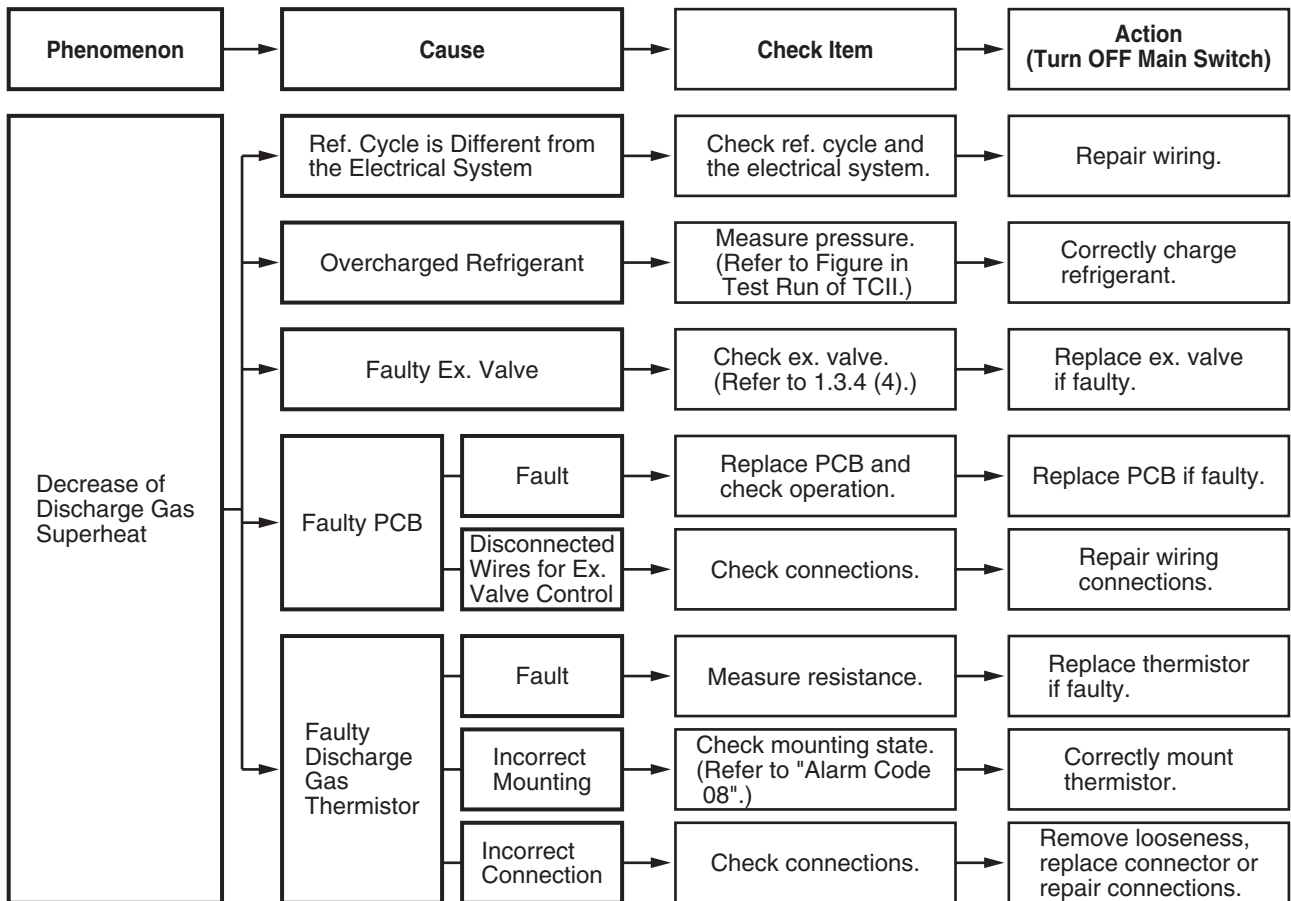 Phenomenon
Cause
Check Item
Action
(Turn OFF Main Switch)
Decrease of
Discharge Gas
Superheat
Ref. Cycle is Different from
the Electrical System
Check ref. cycle and
the electrical system.
Repair wiring.
Overcharged Refrigerant
Measure pressure.
(Refer to Figure in
Test Run of TCII.)
Correctly charge
refrigerant.
Faulty Ex. Valve
Check ex. valve.
(Refer to 1.3.4 (4).)
Replace ex. valve
if faulty.
Faulty PCB
Fault
Replace PCB and
check operation.
Replace PCB if faulty.
Disconnected
Wires for Ex.
Valve Control
Check connections.
Repair wiring
connections.
Faulty
Discharge
Gas
Thermistor
Fault
Measure resistance.
Replace thermistor
if faulty.
Incorrect
Mounting
Check mounting state.
(Refer to "Alarm Code
08".)
Correctly mount
thermistor.
Incorrect
Connection
Check connections.
Remove looseness,
replace connector or
repair connections.